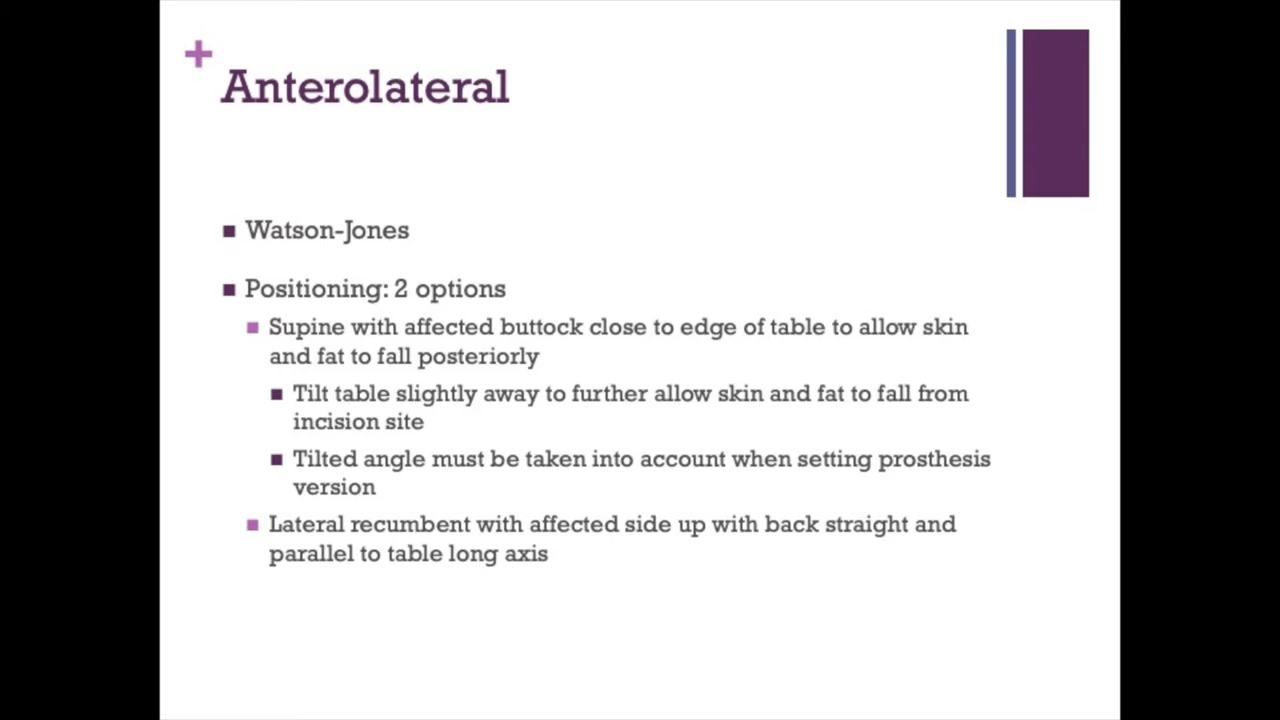 +
Anterolateral
■ Watson-Jones
■ Positioning: 2 options
■ Supine with affected buttock close to edge of table to allow skin
and fat to fall posteriorly
■ Tilt table slightly away to further allow skin and fat to fall from
incision site
■ Tilted angle must be taken into account when setting prosthesis
version
■ Lateral recumbent with affected side up with back straight and
parallel to table long axis